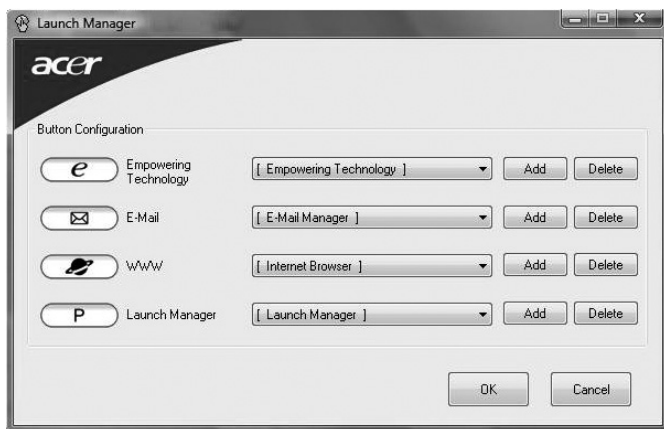 Launch Manager
acer
Button Configuration
e Empowering Technology [ Empowering Technology ] Add Delete
E-Mail [ E-Mail Manager ] Add Delete
WWW [ Internet Browser ] Add Delete
P Launch Manager [ Launch Manager ] Add Delete
OK Cancel